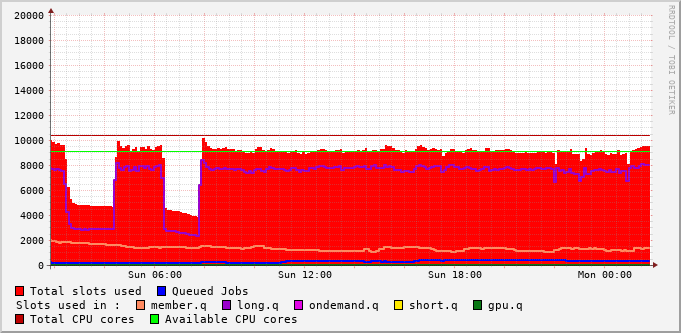 20000
18000
16000
14000
12000
10000
8000
6000
4000
2000
0
Sun 06:00 Sun 12:00 Sun 18:00 Mon 00:00
RRDTOOL / TOBI OETIKER
Total slots used Queued Jobs
Slots used in : member.q long.q ondemand.q short.q gpu.q
Total CPU cores Available CPU cores